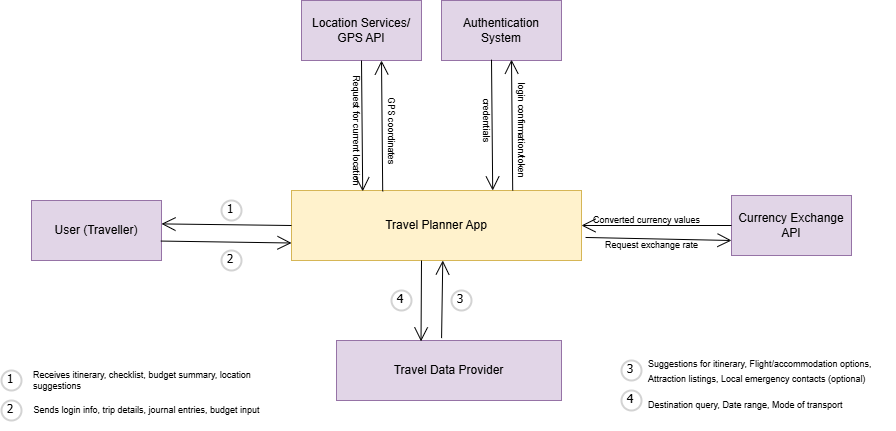 Location Services/
GPS API
Authentication
System
Request for current location
GPS coordinates
credentials
login confirmation/token
User (Traveller)
1
2
Travel Planner App
Converted currency values
Request exchange rate
Currency Exchange
API
4
3
Travel Data Provider
1
Receives itinerary, checklist, budget summary, location
suggestions
2
Sends login info, trip details, journal entries, budget input
3
Suggestions for itinerary, Flight/accommodation options,
Attraction listings, Local emergency contacts (optional)
4
Destination query, Date range, Mode of transport